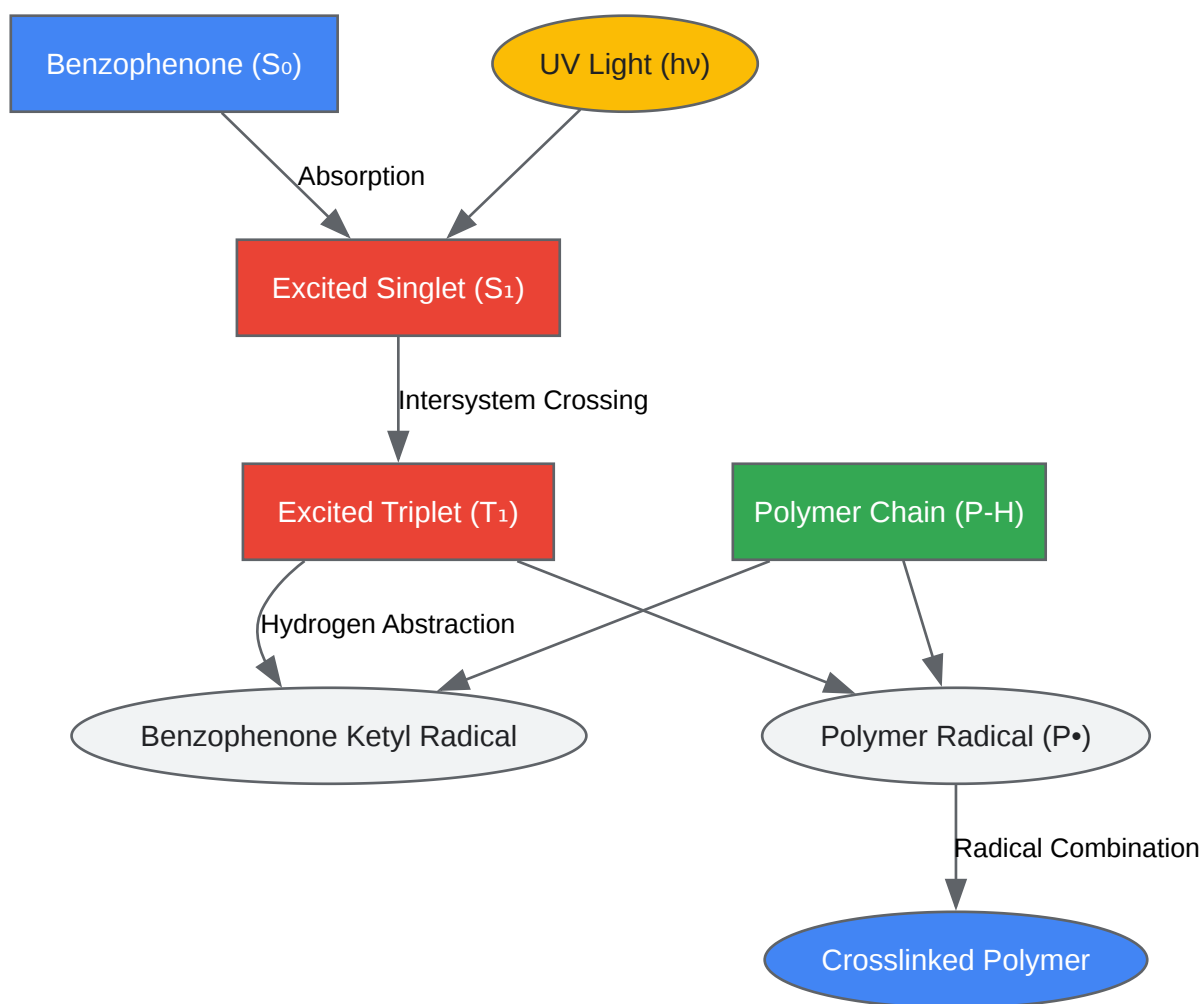 Benzophenone (S₀)
UV Light (hν)
Absorption
Excited Singlet (S₁)
Intersystem Crossing
Excited Triplet (T₁)
Polymer Chain (P-H)
Hydrogen Abstraction
Benzophenone Ketyl Radical
Polymer Radical (P•)
Radical Combination
Crosslinked Polymer